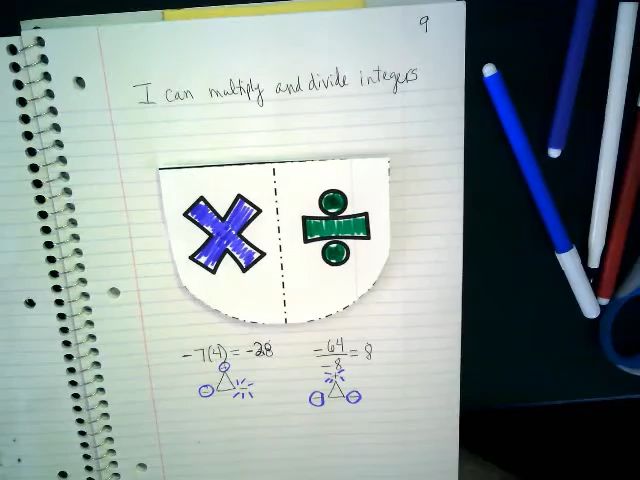 9
I can multiply and divide integers
× ÷
-7(4) = -28
-64/-8 = 8
+
- -
+
- -